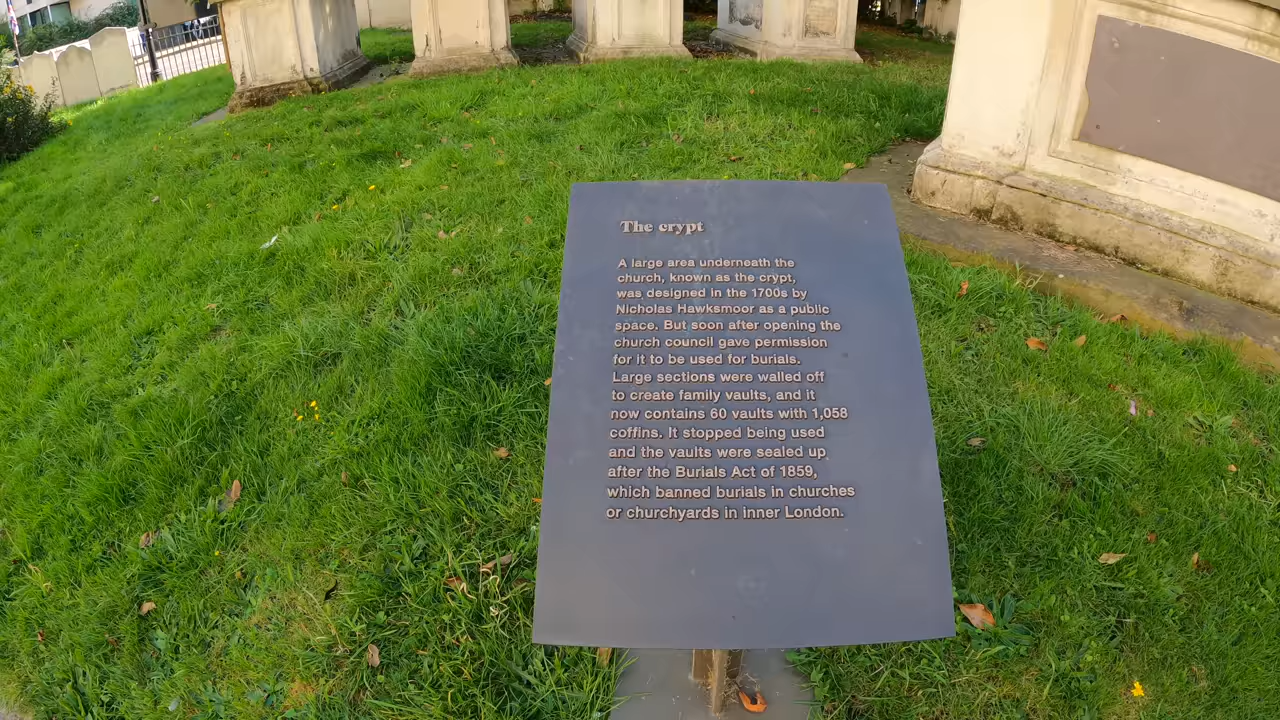 The crypt
A large area underneath the
church, known as the crypt,
was designed in the 1700s by
Nicholas Hawksmoor as a public
space. But soon after opening the
church council gave permission
for it to be used for burials.
Large sections were walled off
to create family vaults, and it
now contains 60 vaults with 1,058
coffins. It stopped being used
and the vaults were sealed up
after the Burials Act of 1859,
which banned burials in churches
or churchyards in inner London.